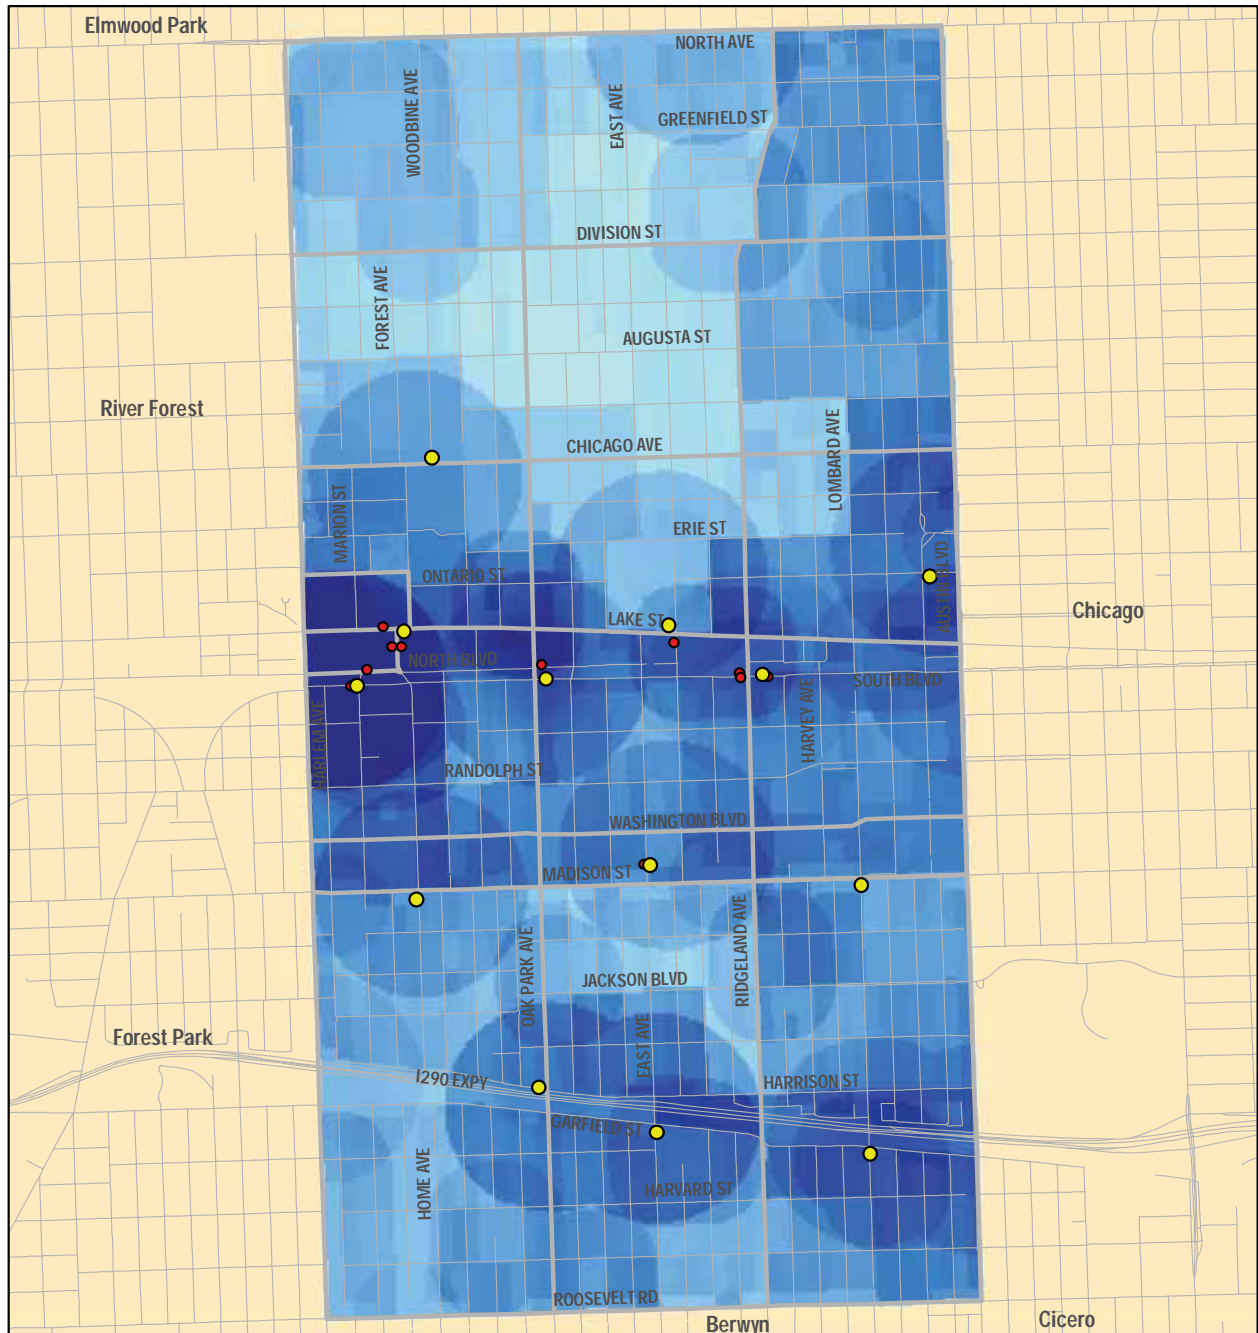 Elmwood Park
NORTH AVE
WOODBINE AVE
EAST AVE
GREENFIELD ST
DIVISION ST
FOREST AVE
AUGUSTA ST
River Forest
LOMBARD AVE
CHICAGO AVE
MARION ST
ERIE ST
ONTARIO ST
AUSTIN BLVD
Chicago
LAKE ST
NORTH BLVD
SOUTH BLVD
HARLEM AVE
HARVEY AVE
RANDOLPH ST
WASHINGTON BLVD
MADISON ST
OAK PARK AVE
RIDGELAND AVE
JACKSON BLVD
Forest Park
EAST AVE
I290 EXPY
HARRISON ST
GARFIELD ST
HOME AVE
HARVARD ST
ROOSEVELT RD
Berwyn
Cicero